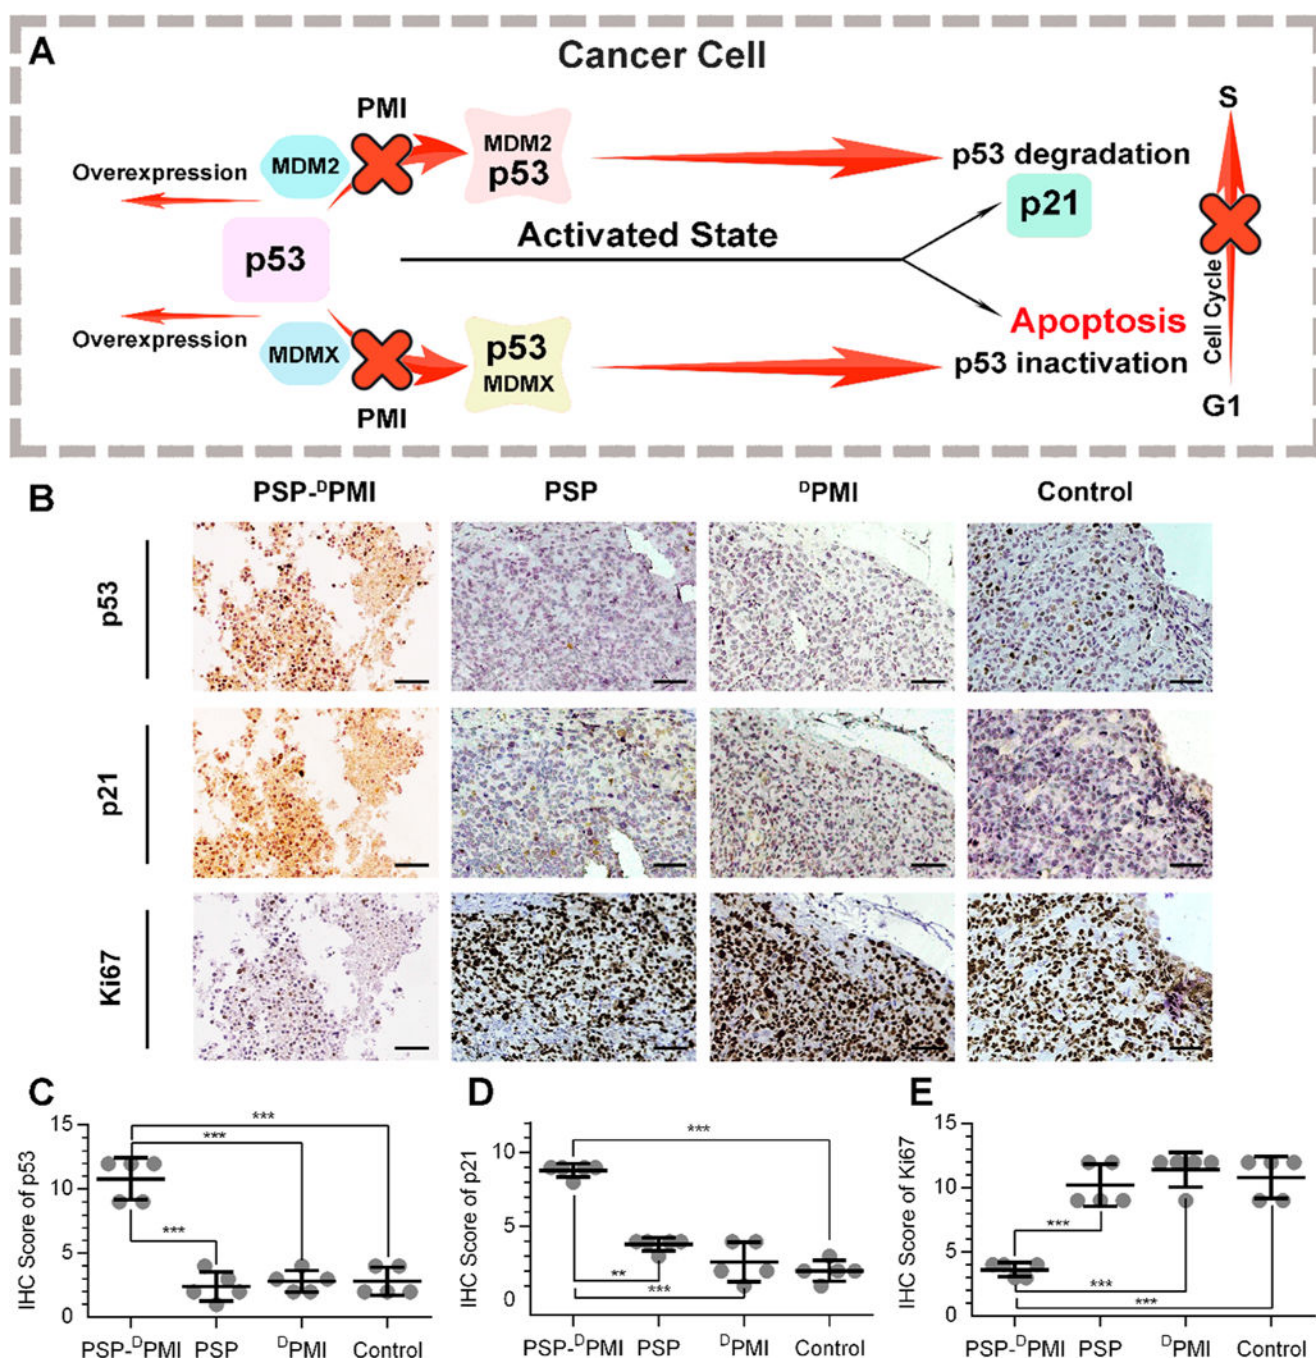 A
Cancer Cell
PMI
S
Overexpression
MDM2
MDM2
p53
p53 degradation
p21
p53
Activated State
Cell Cycle
Overexpression
MDMX
p53
MDMX
Apoptosis
p53 inactivation
PMI
G1
B
PSP-ᴰPMI
PSP
ᴰPMI
Control
p53
p21
Ki67
C
IHC Score of p53
15
10
5
0
***
***
***
PSP-ᴰPMI
PSP
ᴰPMI
Control
D
IHC Score of p21
10
5
0
***
**
***
PSP-ᴰPMI
PSP
ᴰPMI
Control
E
IHC Score of Ki67
15
10
5
0
***
***
***
PSP-ᴰPMI
PSP
ᴰPMI
Control